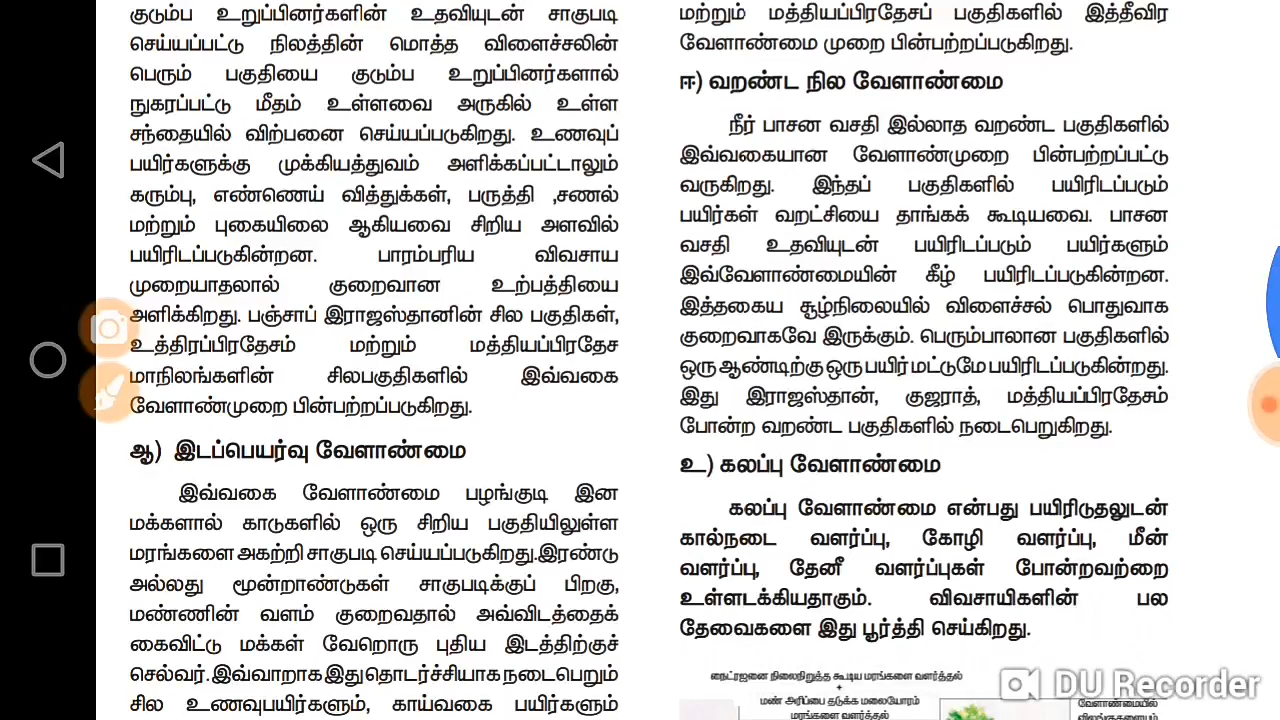 குடும்ப உறுப்பினர்களின் உதவியுடன் சாகுபடி
செய்யப்பட்டு நிலத்தின் மொத்த விளைச்சலின்
பெரும் பகுதியை குடும்ப உறுப்பினர்களால்
நுகரப்பட்டு மீதம் உள்ளவை அருகில் உள்ள
சந்தையில் விற்பனை செய்யப்படுகிறது. உணவுப்
பயிர்களுக்கு முக்கியத்துவம் அளிக்கப்பட்டாலும்
கரும்பு, எண்ணெய் வித்துக்கள், பருத்தி ,சணல்
மற்றும் புகையிலை ஆகியவை சிறிய அளவில்
பயிரிடப்படுகின்றன. பாரம்பரிய விவசாய
முறையாதலால் குறைவான உற்பத்தியை
அளிக்கிறது. பஞ்சாப் இராஜஸ்தானின் சில பகுதிகள்,
உத்திரப்பிரதேசம் மற்றும் மத்தியப்பிரதேச
மாநிலங்களின் சிலபகுதிகளில் இவ்வகை
வேளாண்முறை பின்பற்றப்படுகிறது.
ஆ) இடப்பெயர்வு வேளாண்மை
இவ்வகை வேளாண்மை பழங்குடி இன
மக்களால் காடுகளில் ஒரு சிறிய பகுதியிலுள்ள
மரங்களை அகற்றி சாகுபடி செய்யப்படுகிறது.இரண்டு
அல்லது மூன்றாண்டுகள் சாகுபடிக்குப் பிறகு,
மண்ணின் வளம் குறைவதால் அவ்விடத்தைக்
கைவிட்டு மக்கள் வேறொரு புதிய இடத்திற்குச்
செல்வர்.இவ்வாறாக இது தொடர்ச்சியாக நடைபெறும்
சில உணவுபயிர்களும், காய்வகை பயிர்களும்
மற்றும் மத்தியப்பிரதேசப் பகுதிகளில் இத்தீவிர
வேளாண்மை முறை பின்பற்றப்படுகிறது.
ஈ) வறண்ட நில வேளாண்மை
நீர் பாசன வசதி இல்லாத வறண்ட பகுதிகளில்
இவ்வகையான வேளாண்முறை பின்பற்றப்பட்டு
வருகிறது. இந்தப் பகுதிகளில் பயிரிடப்படும்
பயிர்கள் வறட்சியை தாங்கக் கூடியவை. பாசன
வசதி உதவியுடன் பயிரிடப்படும் பயிர்களும்
இவ்வேளாண்மையின் கீழ் பயிரிடப்படுகின்றன.
இத்தகைய சூழ்நிலையில் விளைச்சல் பொதுவாக
குறைவாகவே இருக்கும். பெரும்பாலான பகுதிகளில்
ஒரு ஆண்டிற்கு ஒரு பயிர் மட்டுமே பயிரிடப்படுகின்றது.
இது இராஜஸ்தான், குஜராத், மத்தியப்பிரதேசம்
போன்ற வறண்ட பகுதிகளில் நடைபெறுகிறது.
உ) கலப்பு வேளாண்மை
கலப்பு வேளாண்மை என்பது பயிரிடுதலுடன்
கால்நடை வளர்ப்பு, கோழி வளர்ப்பு, மீன்
வளர்ப்பு, தேனீ வளர்ப்புகள் போன்றவற்றை
உள்ளடக்கியதாகும். விவசாயிகளின் பல
தேவைகளை இது பூர்த்தி செய்கிறது.
நைட்ரஜனை நிலைநிறுத்த கூடிய மரங்களை வளர்த்தல்
+
மண் அரிப்பை தடுக்க மலையோரம்
மரங்களை வளர்த்தல்
வேளாண்மையில்
DU Recorder